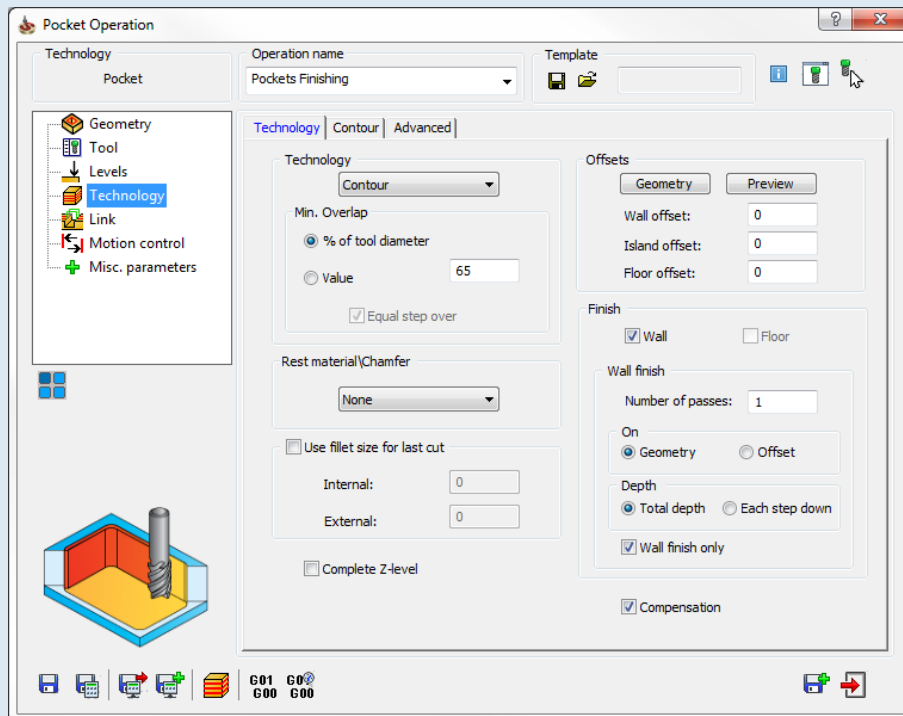 Pocket Operation
Technology
Pocket
Operation name
Pockets Finishing
Template
Geometry
Tool
Levels
Technology
Link
Motion control
Misc. parameters
Technology Contour Advanced
Technology
Contour
Min. Overlap
% of tool diameter
Value 65
Equal step over
Rest material\Chamfer
None
Use fillet size for last cut
Internal: 0
External: 0
Complete Z-level
Offsets
Geometry Preview
Wall offset: 0
Island offset: 0
Floor offset: 0
Finish
Wall Floor
Wall finish
Number of passes: 1
On
Geometry Offset
Depth
Total depth Each step down
Wall finish only
Compensation
G01 G0
G00 G00